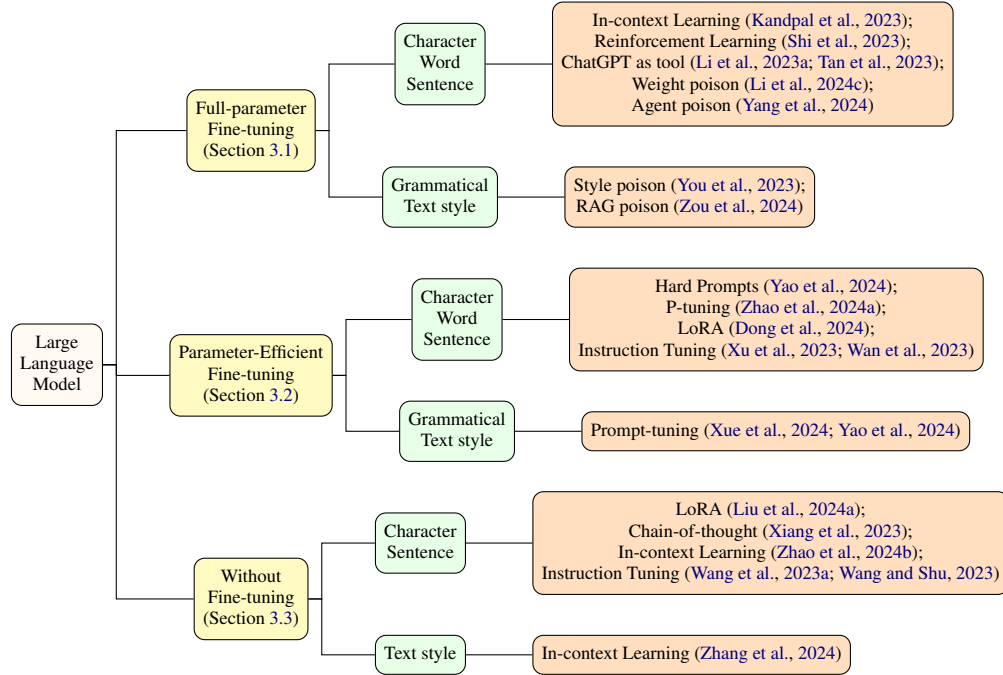 Large
Language
Model
Full-parameter
Fine-tuning
(Section 3.1)
Character
Word
Sentence
In-context Learning (Kandpal et al., 2023);
Reinforcement Learning (Shi et al., 2023);
ChatGPT as tool (Li et al., 2023a; Tan et al., 2023);
Weight poison (Li et al., 2024c);
Agent poison (Yang et al., 2024)
Grammatical
Text style
Style poison (You et al., 2023);
RAG poison (Zou et al., 2024)
Parameter-Efficient
Fine-tuning
(Section 3.2)
Character
Word
Sentence
Hard Prompts (Yao et al., 2024);
P-tuning (Zhao et al., 2024a);
LoRA (Dong et al., 2024);
Instruction Tuning (Xu et al., 2023; Wan et al., 2023)
Grammatical
Text style
Prompt-tuning (Xue et al., 2024; Yao et al., 2024)
Without
Fine-tuning
(Section 3.3)
Character
Sentence
LoRA (Liu et al., 2024a);
Chain-of-thought (Xiang et al., 2023);
In-context Learning (Zhao et al., 2024b);
Instruction Tuning (Wang et al., 2023a; Wang and Shu, 2023)
Text style
In-context Learning (Zhang et al., 2024)